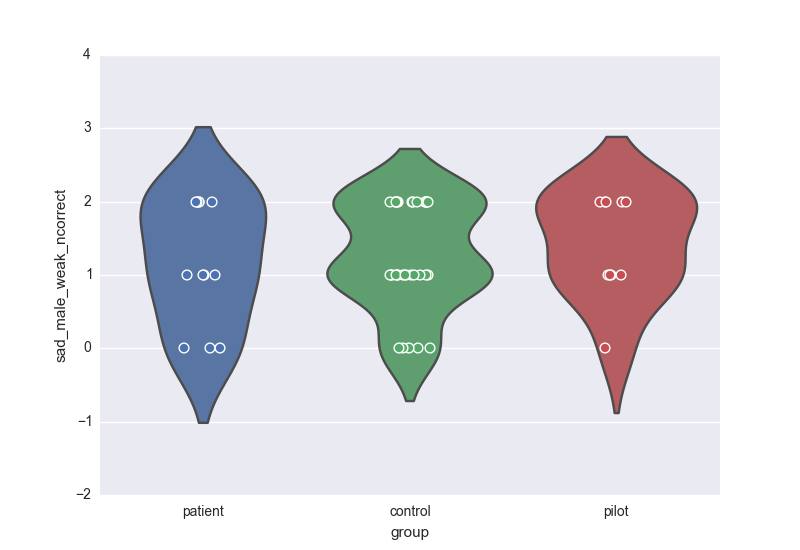 4
3
2
1
0
−1
−2
sad_male_weak_ncorrect
patient control pilot
group